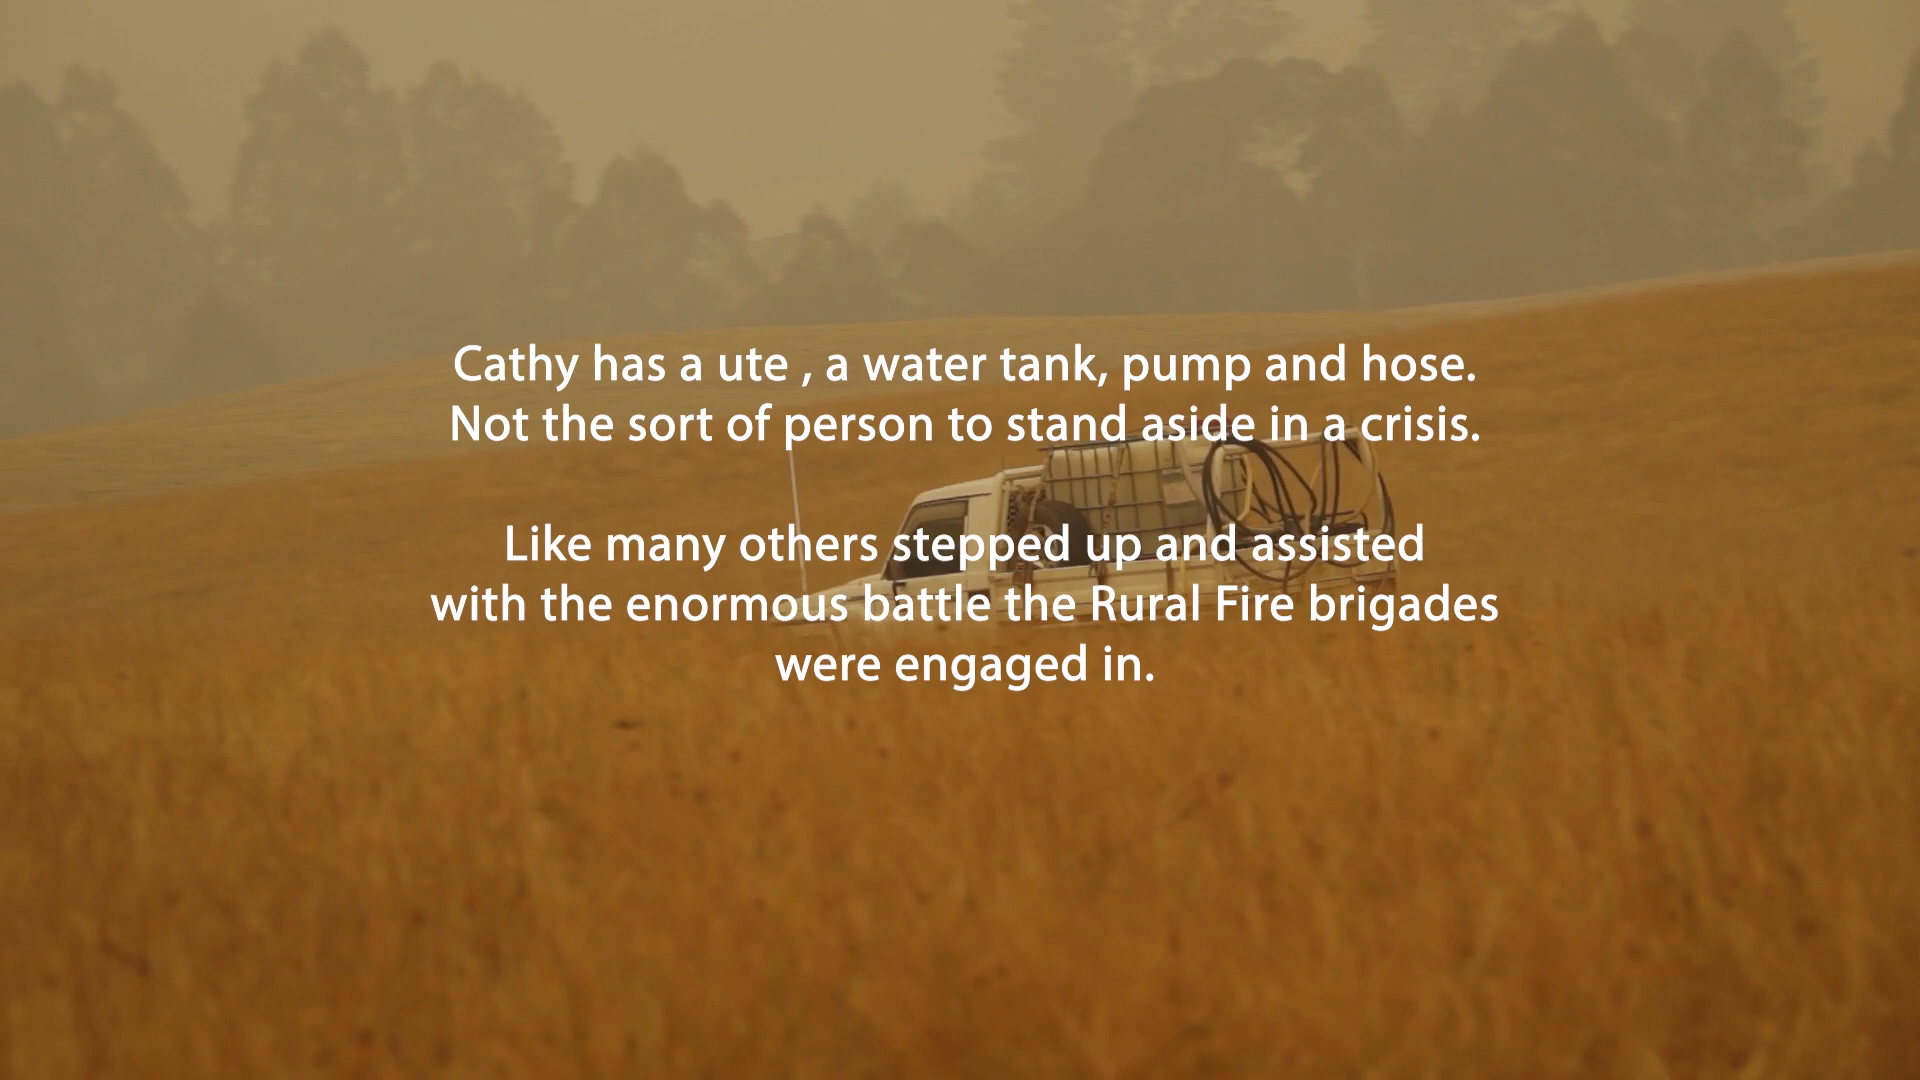 Cathy has a ute , a water tank, pump and hose.
Not the sort of person to stand aside in a crisis.
Like many others stepped up and assisted
with the enormous battle the Rural Fire brigades
were engaged in.